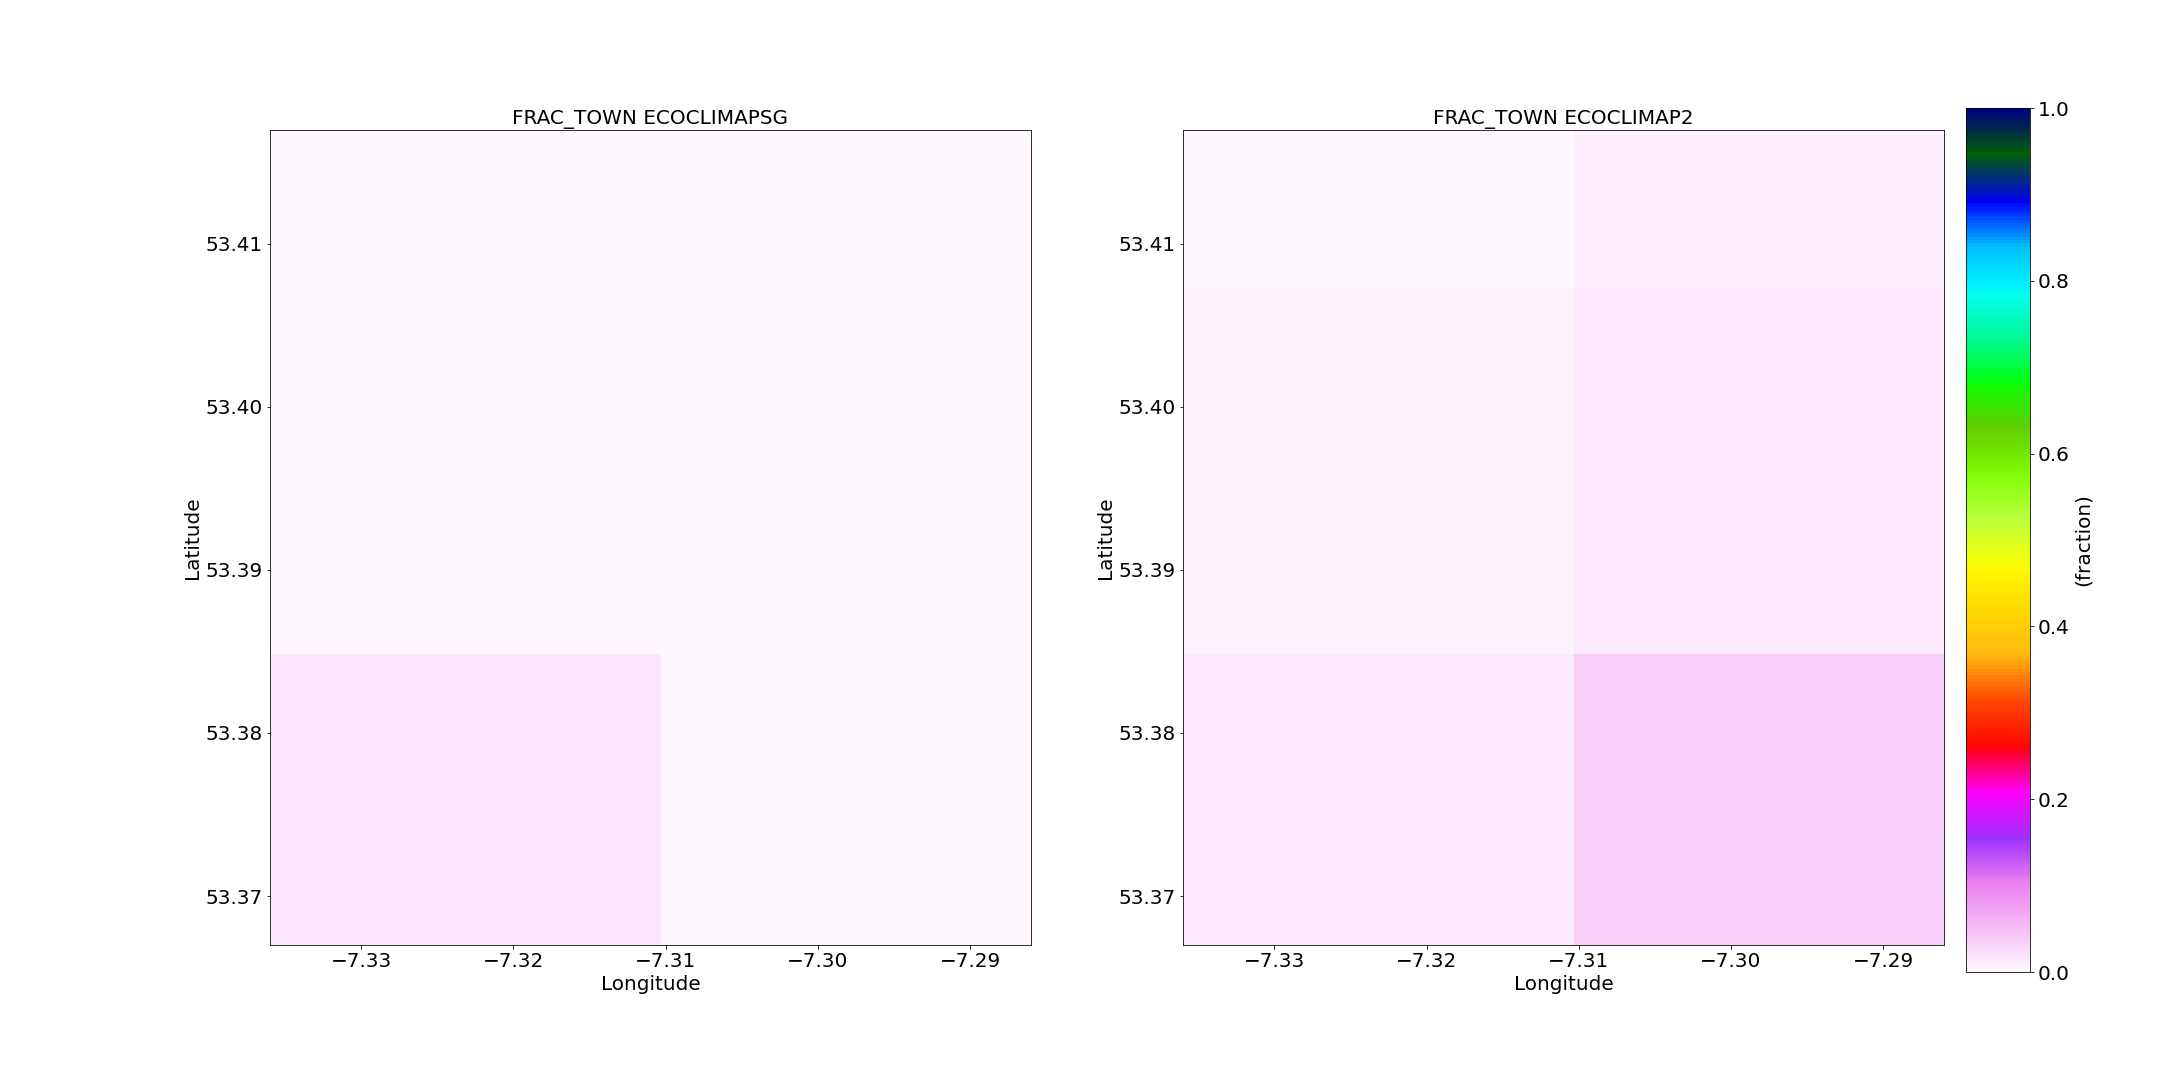 FRAC_TOWN ECOCLIMAPSG
53.41
53.40
53.39
53.38
53.37
Latitude
−7.33 −7.32 −7.31 −7.30 −7.29
Longitude
FRAC_TOWN ECOCLIMAP2
53.41
53.40
53.39
53.38
53.37
Latitude
−7.33 −7.32 −7.31 −7.30 −7.29
Longitude
1.0
0.8
0.6
0.4
0.2
0.0
(fraction)